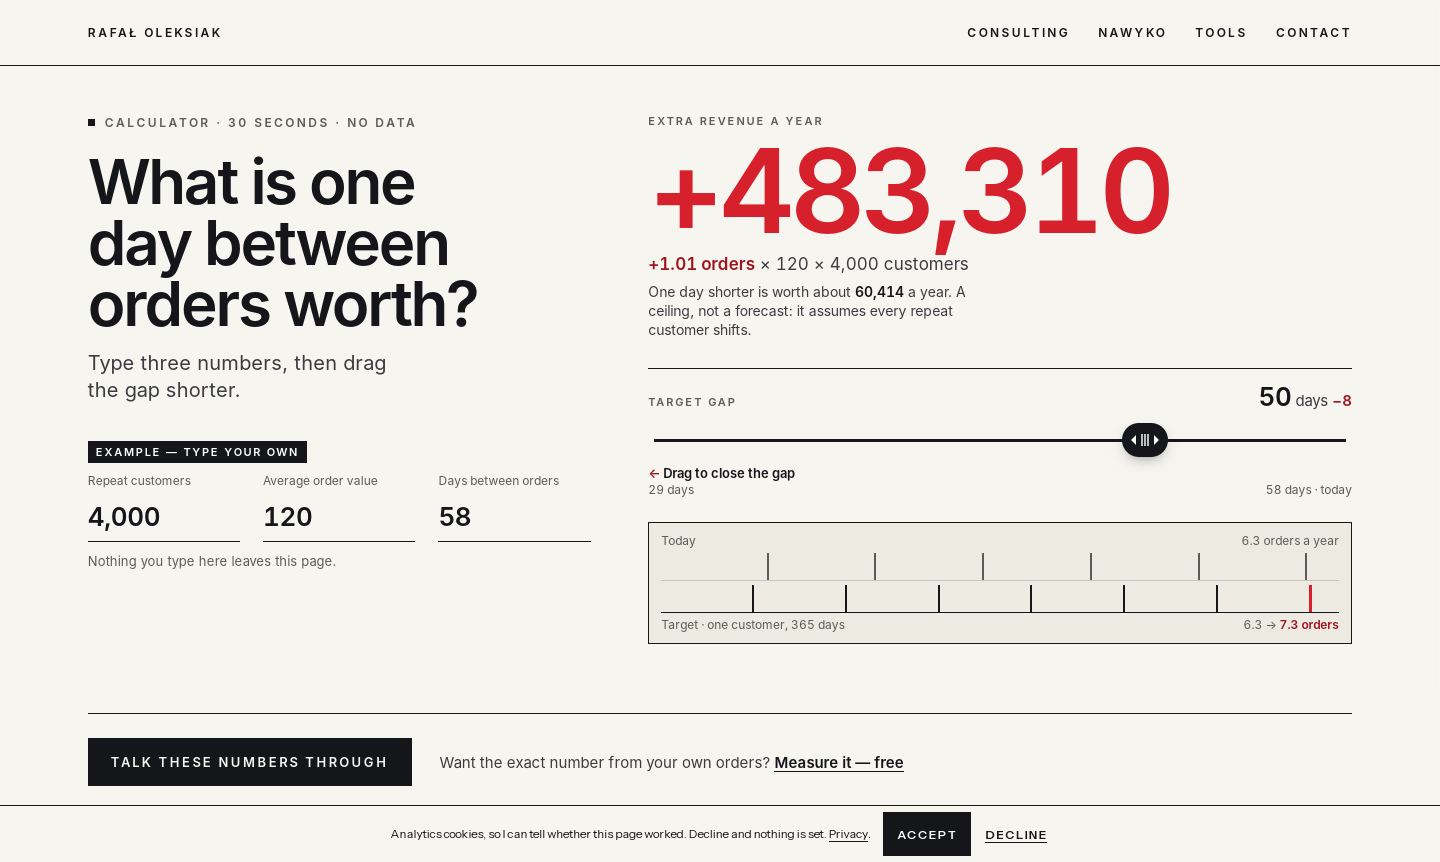 RAFAŁ OLEKSIAK
CONSULTING NAWYKO TOOLS CONTACT
CALCULATOR · 30 SECONDS · NO DATA
What is one
day between
orders worth?
Type three numbers, then drag
the gap shorter.
EXAMPLE — TYPE YOUR OWN
Repeat customers Average order value Days between orders
4,000 120 58
Nothing you type here leaves this page.
EXTRA REVENUE A YEAR
+483,310
+1.01 orders × 120 × 4,000 customers
One day shorter is worth about 60,414 a year. A
ceiling, not a forecast: it assumes every repeat
customer shifts.
TARGET GAP 50 days −8
← Drag to close the gap
29 days 58 days · today
Today 6.3 orders a year
Target · one customer, 365 days 6.3 → 7.3 orders
TALK THESE NUMBERS THROUGH Want the exact number from your own orders? Measure it — free
Analytics cookies, so I can tell whether this page worked. Decline and nothing is set. Privacy. ACCEPT DECLINE